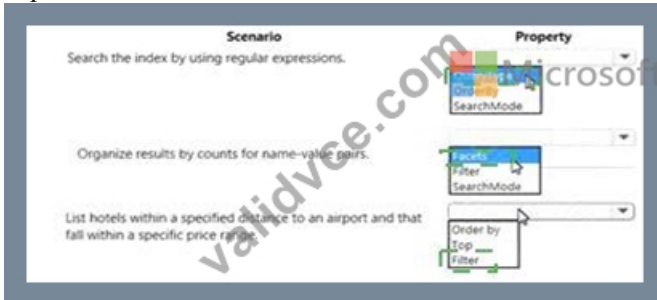 Scenario
Property
Search the index by using regular expressions.
Microsoft
OrderBy
SearchMode
Organize results by counts for name-value pairs.
Facets
Filter
SearchMode
List hotels within a specified distance to an airport and that
fall within a specific price range.
Order by
Top
Filter
validvce.com